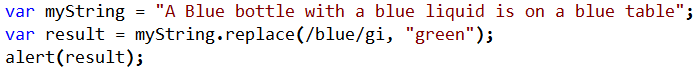 var myString = "A Blue bottle with a blue liquid is on a blue table";
var result = myString.replace(/blue/gi, "green");
alert(result);